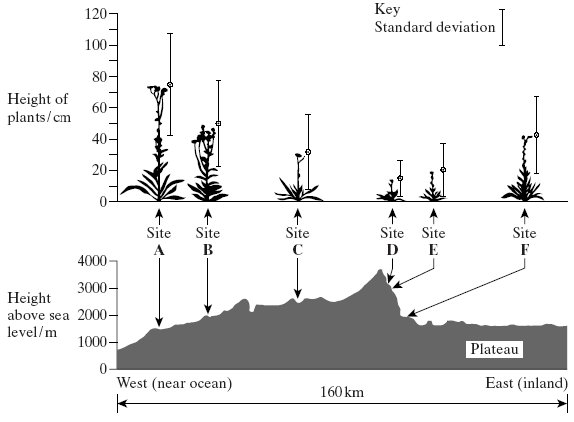 Key
Standard deviation
120
100
80
60
40
20
0
Height of
plants/cm
Site
A
Site
B
Site
C
Site
D
Site
E
Site
F
4000
3000
2000
1000
0
Height
above sea
level/m
Plateau
West (near ocean)
160 km
East (inland)